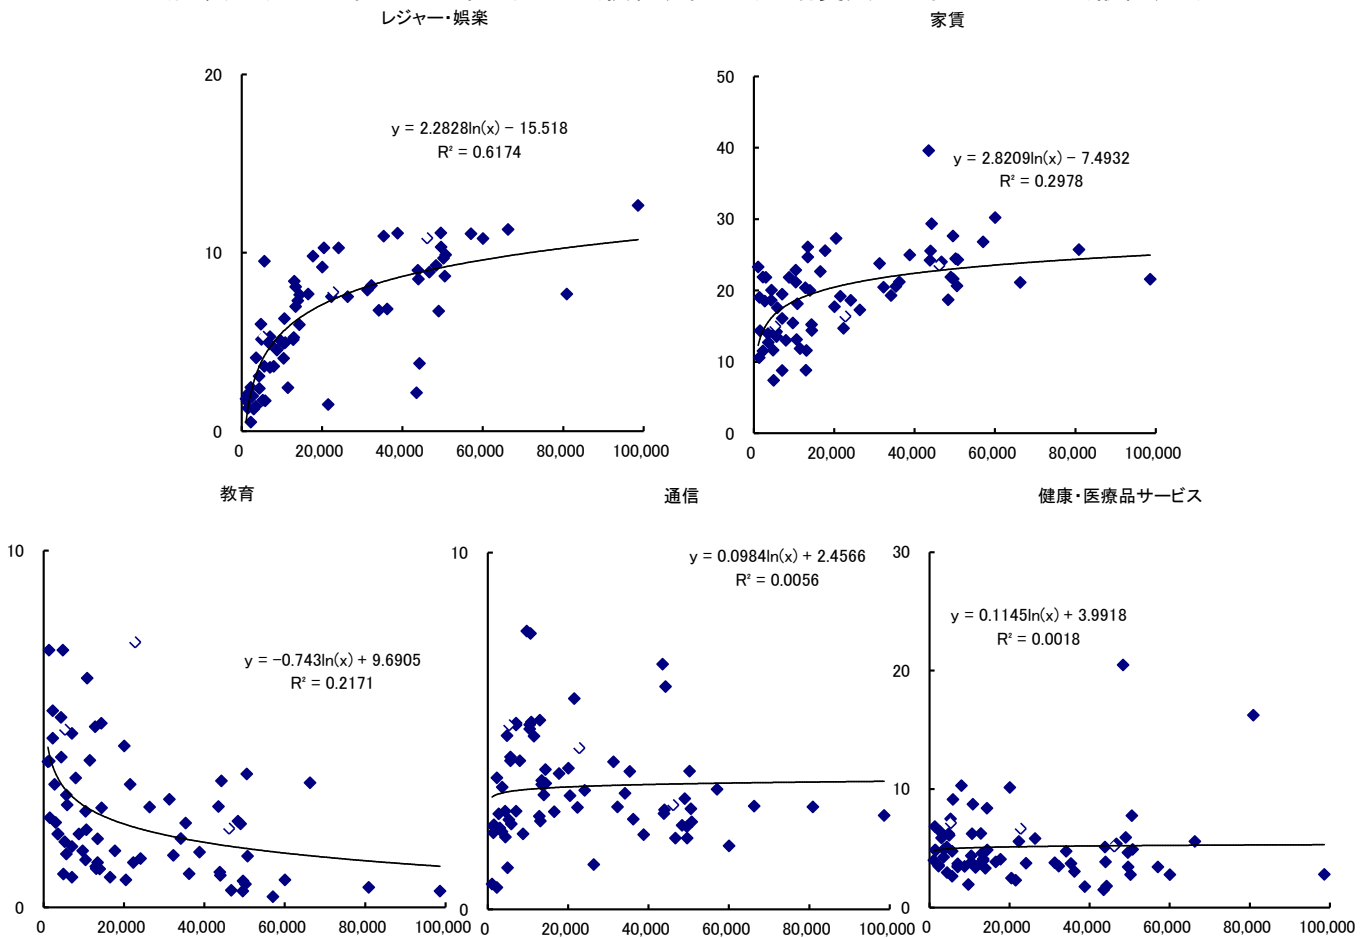 レジャー・娯楽
20
10
0
y = 2.2828ln(x) − 15.518
R² = 0.6174
0 20,000 40,000 60,000 80,000 100,000
家賃
50
40
30
20
10
0
y = 2.8209ln(x) − 7.4932
R² = 0.2978
0 20,000 40,000 60,000 80,000 100,000
教育
10
0
y = −0.743ln(x) + 9.6905
R² = 0.2171
0 20,000 40,000 60,000 80,000 100,000
通信
10
0
y = 0.0984ln(x) + 2.4566
R² = 0.0056
0 20,000 40,000 60,000 80,000 100,000
健康・医療品サービス
30
20
10
0
y = 0.1145ln(x) + 3.9918
R² = 0.0018
0 20,000 40,000 60,000 80,000 100,000